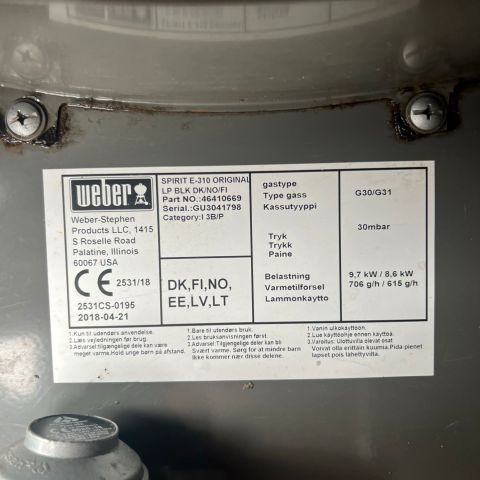 weber
Weber-Stephen
Products LLC, 1415
S Roselle Road
Palatine, Illinois
60067 USA
CE 2531/18
2531CS-0195
2018-04-21
SPIRIT E-310 ORIGINAL
LP BLK DK/NO/FI
Part NO.:46410669
Serial.:GU3041798
Category:I 3B/P
DK,FI,NO,
EE,LV,LT
gastype
Type gass
Kassutyyppi
G30/G31
Tryk
Trykk
Paine
30mbar
Belastning
Varmetilforsel
Lammonkaytto
9,7 kW / 8,6 kW
706 g/h / 615 g/h
1.Kun til udendørs anvendelse.
2.Læs vejledningen før brug.
3.Advarsel:Tilgængelige dele kan være
meget varme.Hold unge børn på afstand.
1.Bare til utendørs bruk.
2.Les bruksanvisningen først.
3.Advarsel:Tilgjengelige delene kan bli
Svært varme. Sørg for at mindre barn
ikke kommer nær disse delene.
1.Vanin ulkokäyttöön.
2.Lue käyttöohje ennen käyttöä.
3.Varoitus: Ulottuvilla olevat osat
Voivat olla erittäin kuumia.Pida pienet
lapset pois lähettyvilta.